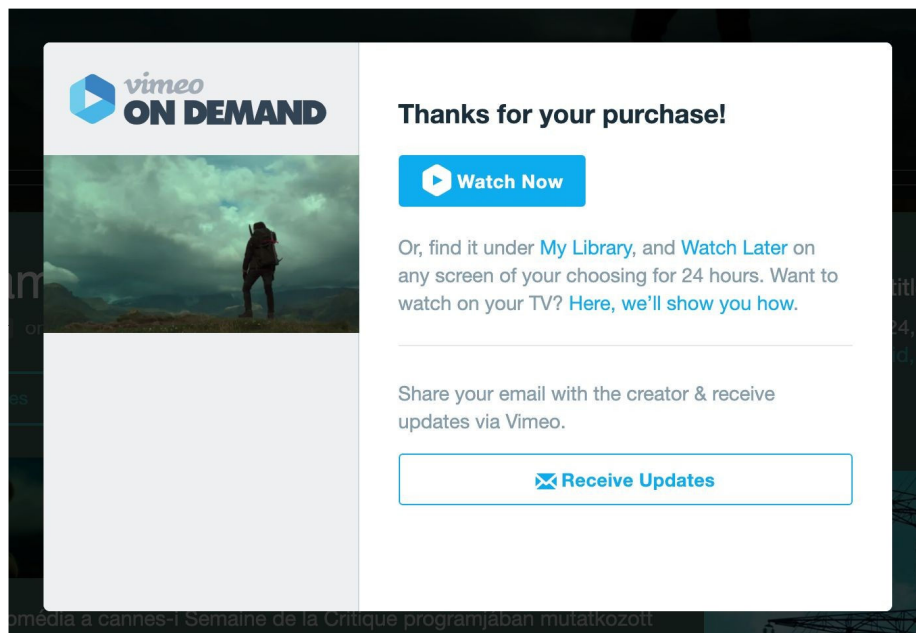 vimeo
ON DEMAND
Thanks for your purchase!
Watch Now
Or, find it under My Library, and Watch Later on
any screen of your choosing for 24 hours. Want to
watch on your TV? Here, we'll show you how.
Share your email with the creator & receive
updates via Vimeo.
Receive Updates
a cannes-i Semaine de la Critique programjában mutatkozott